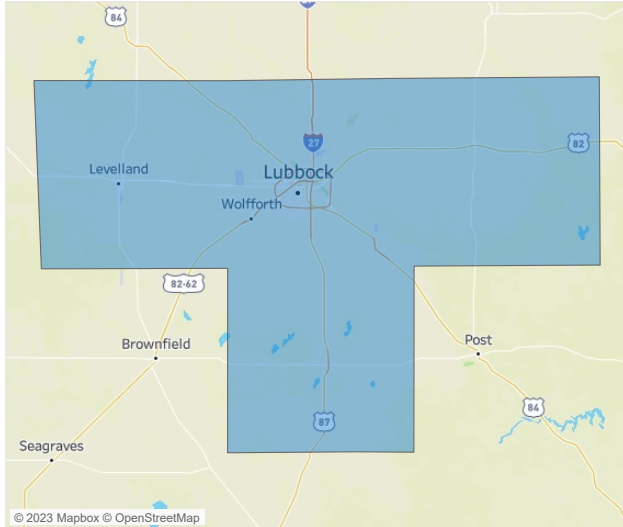 84
27
82
Levelland
Lubbock
Wolfforth
82-62
Brownfield
Post
84
87
Seagraves
© 2023 Mapbox © OpenStreetMap